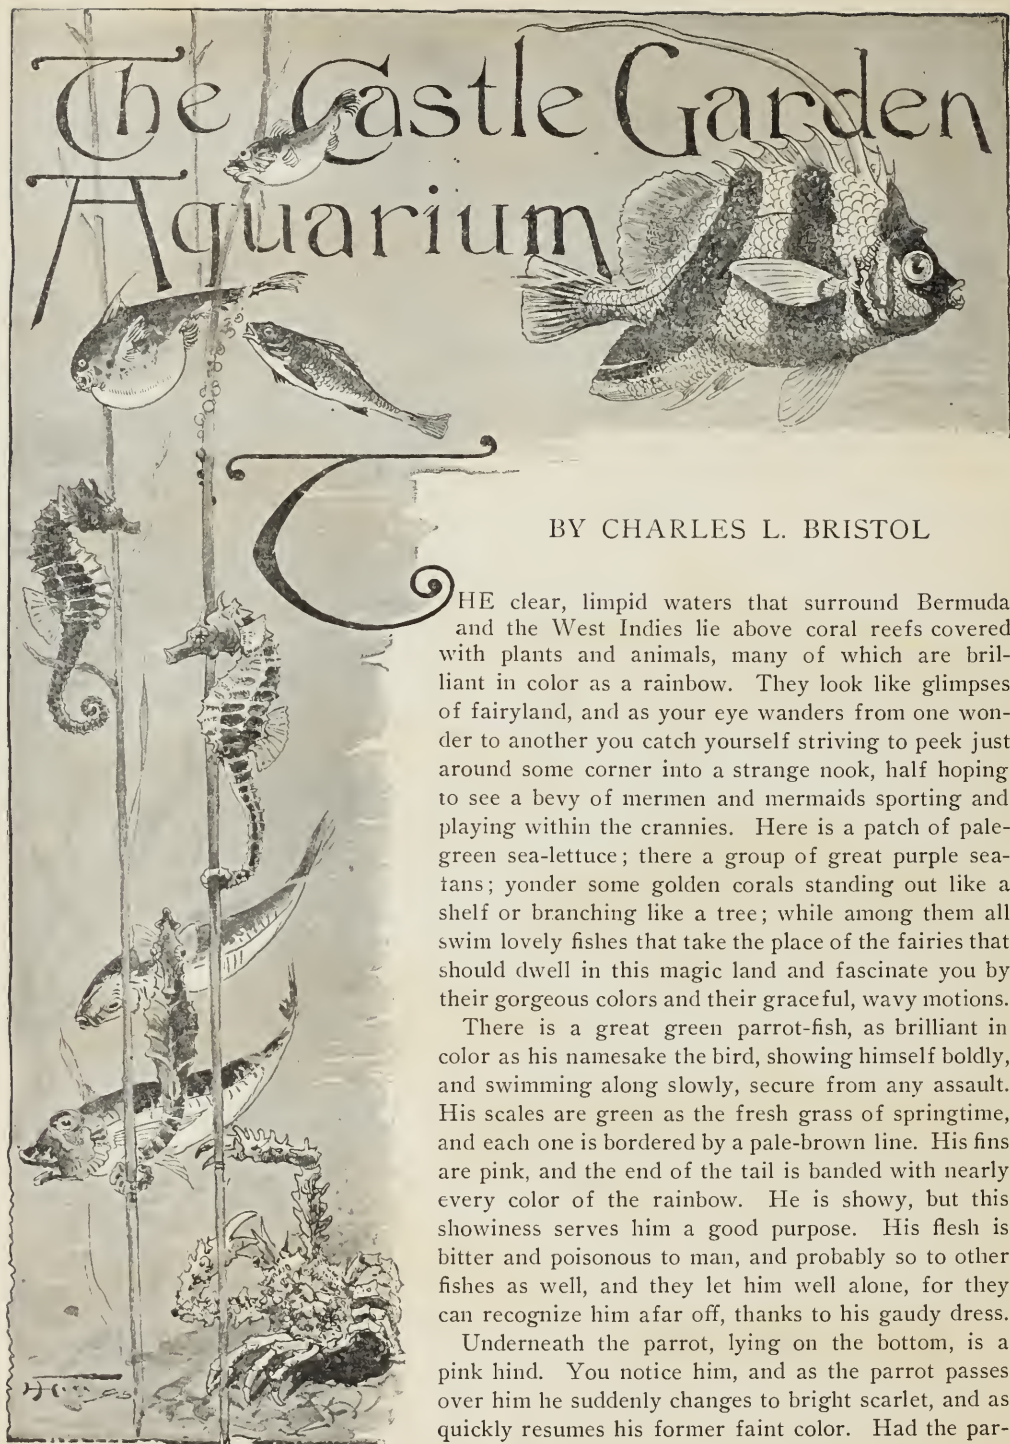 The Castle Garden
Aquarium
BY CHARLES L. BRISTOL
THE clear, limpid waters that surround Bermuda
and the West Indies lie above coral reefs covered
with plants and animals, many of which are bril-
liant in color as a rainbow. They look like glimpses
of fairyland, and as your eye wanders from one won-
der to another you catch yourself striving to peek just
around some corner into a strange nook, half hoping
to see a bevy of mermen and mermaids sporting and
playing within the crannies. Here is a patch of pale-
green sea-lettuce; there a group of great purple sea-
fans; yonder some golden corals standing out like a
shelf or branching like a tree; while among them all
swim lovely fishes that take the place of the fairies that
should dwell in this magic land and fascinate you by
their gorgeous colors and their graceful, wavy motions.
There is a great green parrot-fish, as brilliant in
color as his namesake the bird, showing himself boldly,
and swimming along slowly, secure from any assault.
His scales are green as the fresh grass of springtime,
and each one is bordered by a pale-brown line. His fins
are pink, and the end of the tail is banded with nearly
every color of the rainbow. He is showy, but this
showiness serves him a good purpose. His flesh is
bitter and poisonous to man, and probably so to other
fishes as well, and they let him well alone, for they
can recognize him afar off, thanks to his gaudy dress.
Underneath the parrot, lying on the bottom, is a
pink hind. You notice him, and as the parrot passes
over him he suddenly changes to bright scarlet, and as
quickly resumes his former faint color. Had the par-